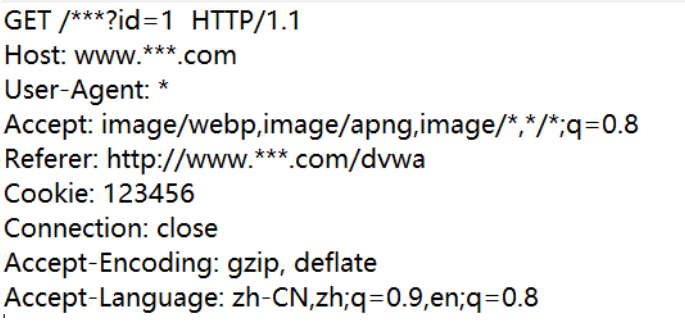 GET /***?id=1  HTTP/1.1
Host: www.***.com
User-Agent: *
Accept: image/webp,image/apng,image/*,*/*;q=0.8
Referer: http://www.***.com/dvwa
Cookie: 123456
Connection: close
Accept-Encoding: gzip, deflate
Accept-Language: zh-CN,zh;q=0.9,en;q=0.8